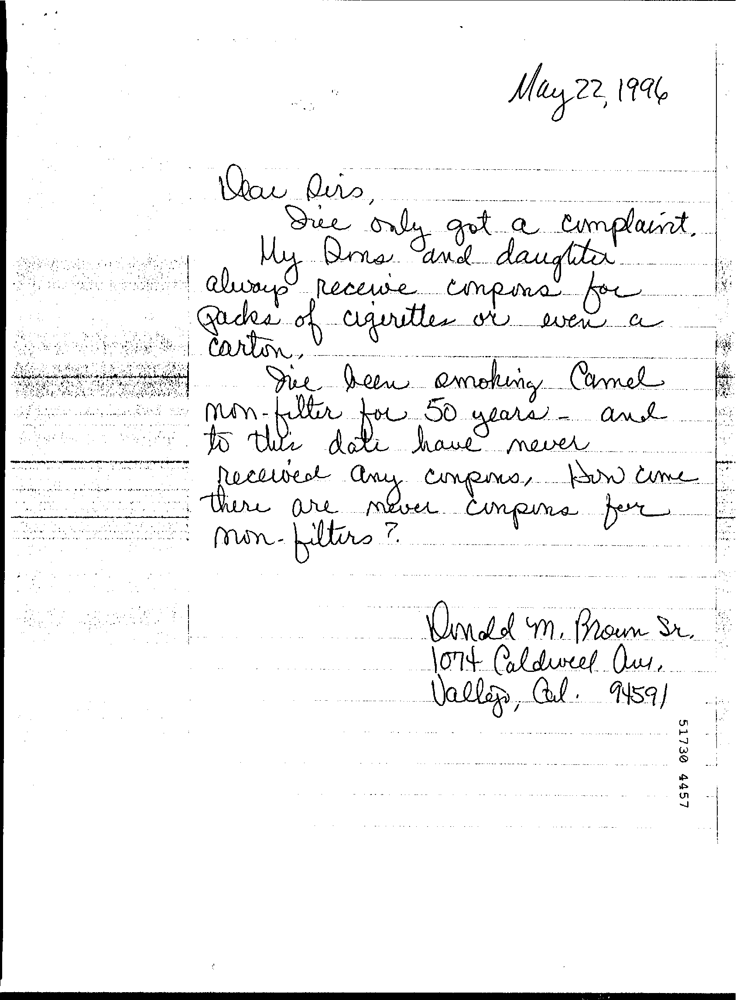 May 22, 1996
Dear Sirs,
I've only got a complaint.
My Sons and daughter
always receive coupons for
packs of cigerettes or even a
carton.
I've been smoking Camel
non-filter for 50 years - and
to this date have never
received any coupons, How come
there are never coupons for
non-filters?
Donald M. Brown Sr.
1074 Caldwell Ave.
Vallejo, Cal. 94591
51730 4457